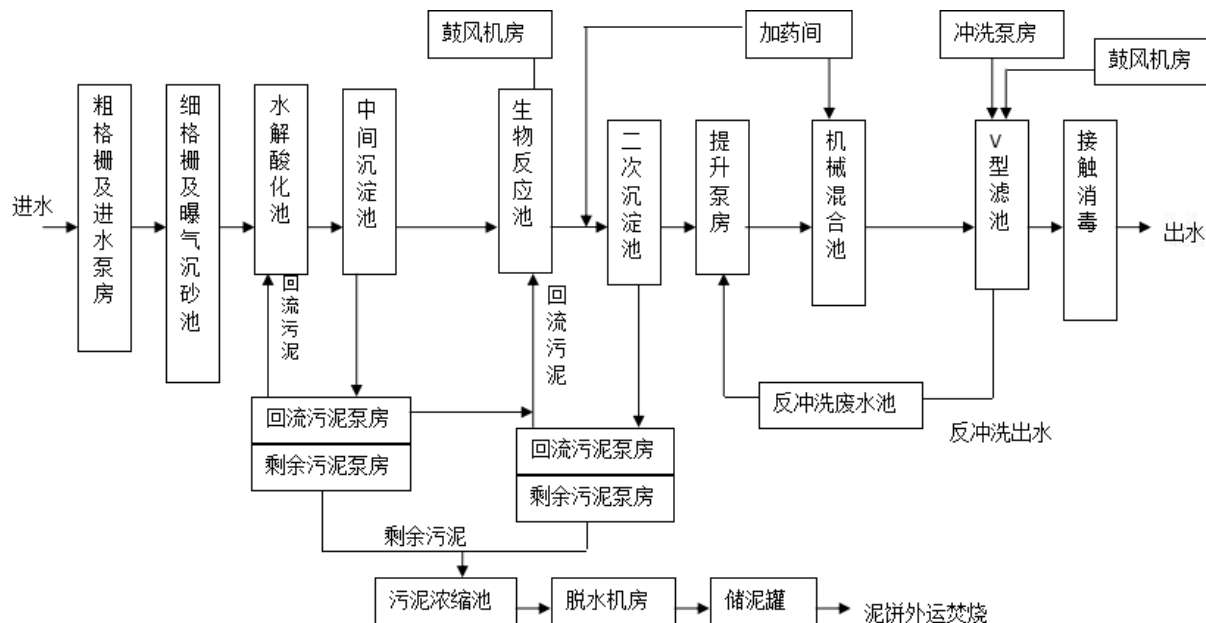 鼓风机房
加药间
冲洗泵房
鼓风机房
进水
粗格栅及进水泵房
细格栅及曝气沉砂池
水解酸化池
中间沉淀池
生物反应池
二次沉淀池
提升泵房
机械混合池
V型滤池
接触消毒
出水
回流污泥
回流污泥
回流污泥泵房
剩余污泥泵房
回流污泥泵房
剩余污泥泵房
反冲洗废水池
反冲洗出水
剩余污泥
污泥浓缩池
脱水机房
储泥罐
泥饼外运焚烧